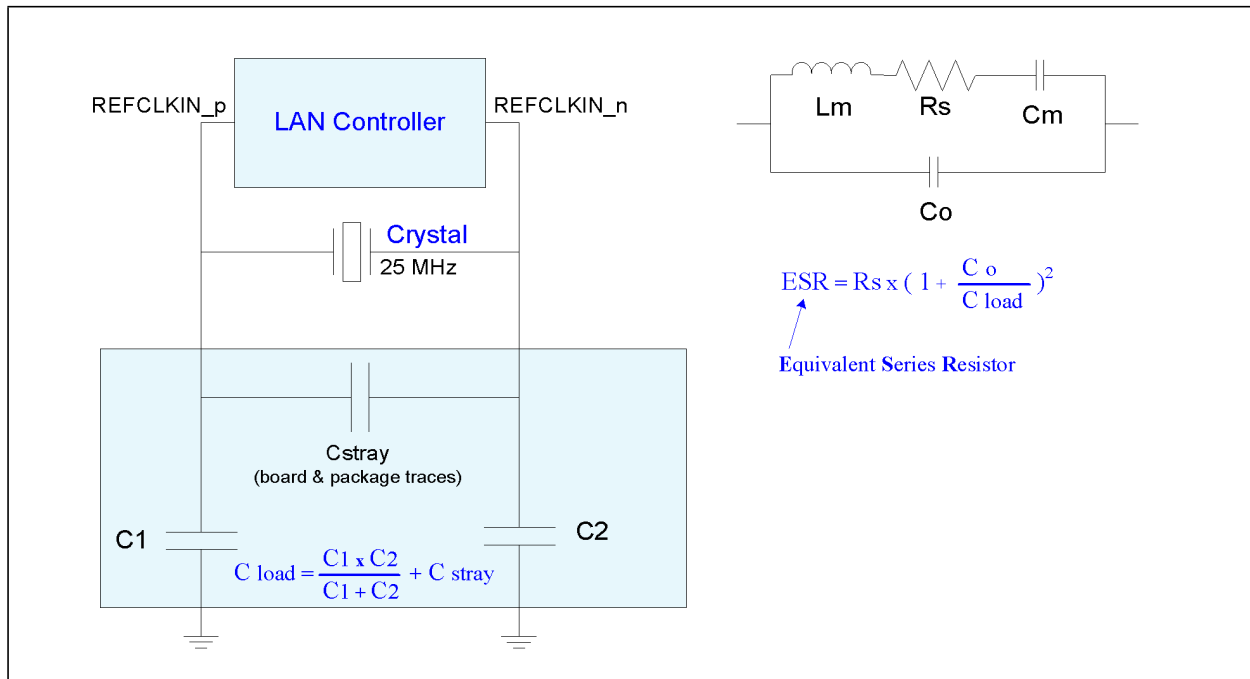 REFCLKIN_p
LAN Controller
REFCLKIN_n
Crystal
25 MHz
Cstray
(board & package traces)
C1
C2
C load = C1 x C2 / C1 + C2 + C stray
Lm
Rs
Cm
Co
ESR = Rs x ( 1 + C o / C load )²
Equivalent Series Resistor